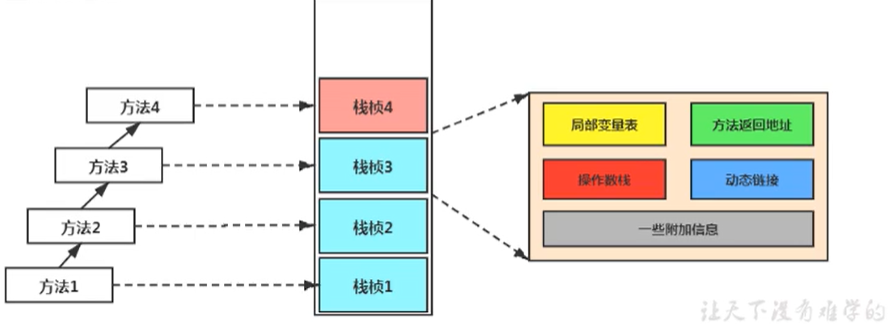 方法4
方法3
方法2
方法1
栈桢4
栈桢3
栈桢2
栈桢1
局部变量表
方法返回地址
操作数栈
动态链接
一些附加信息
让天下没有难学的